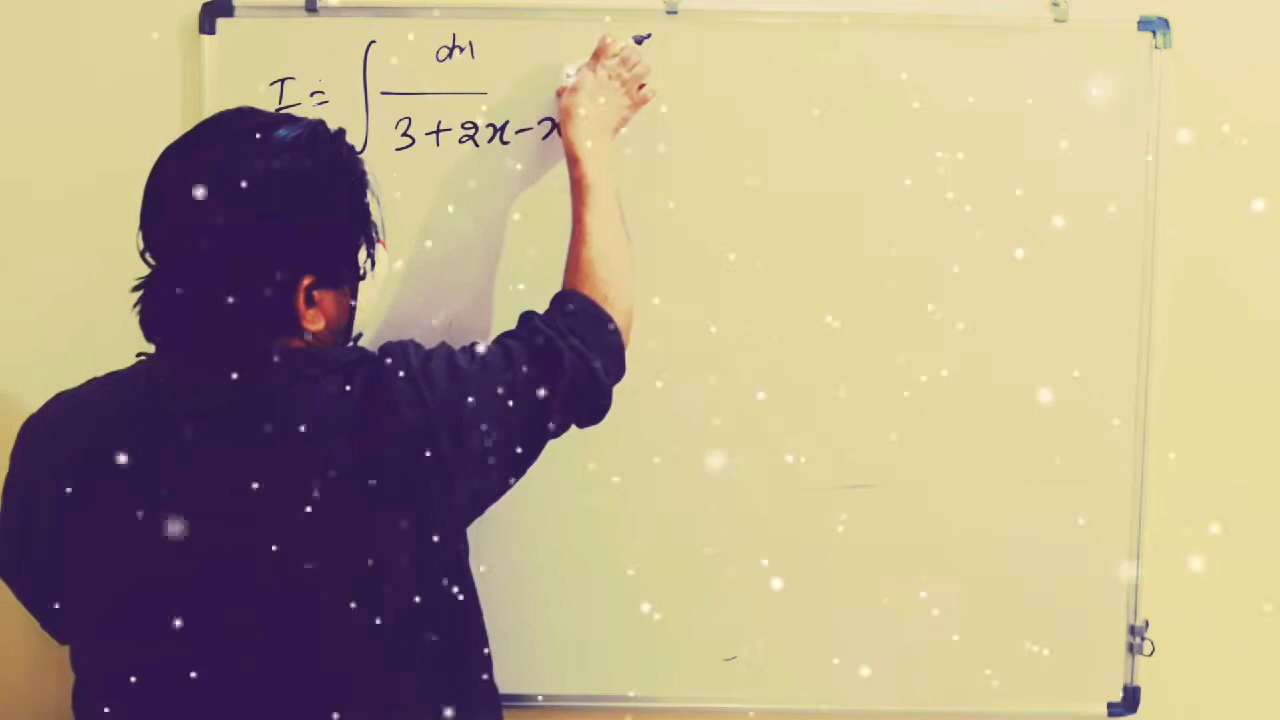 I = ∫ dx
3+2x-x